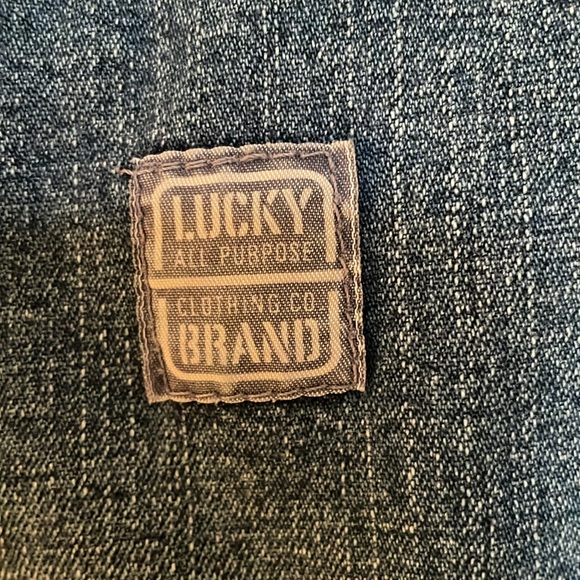 LUCKY
ALL PURPOSE
CLOTHING CO
BRAND